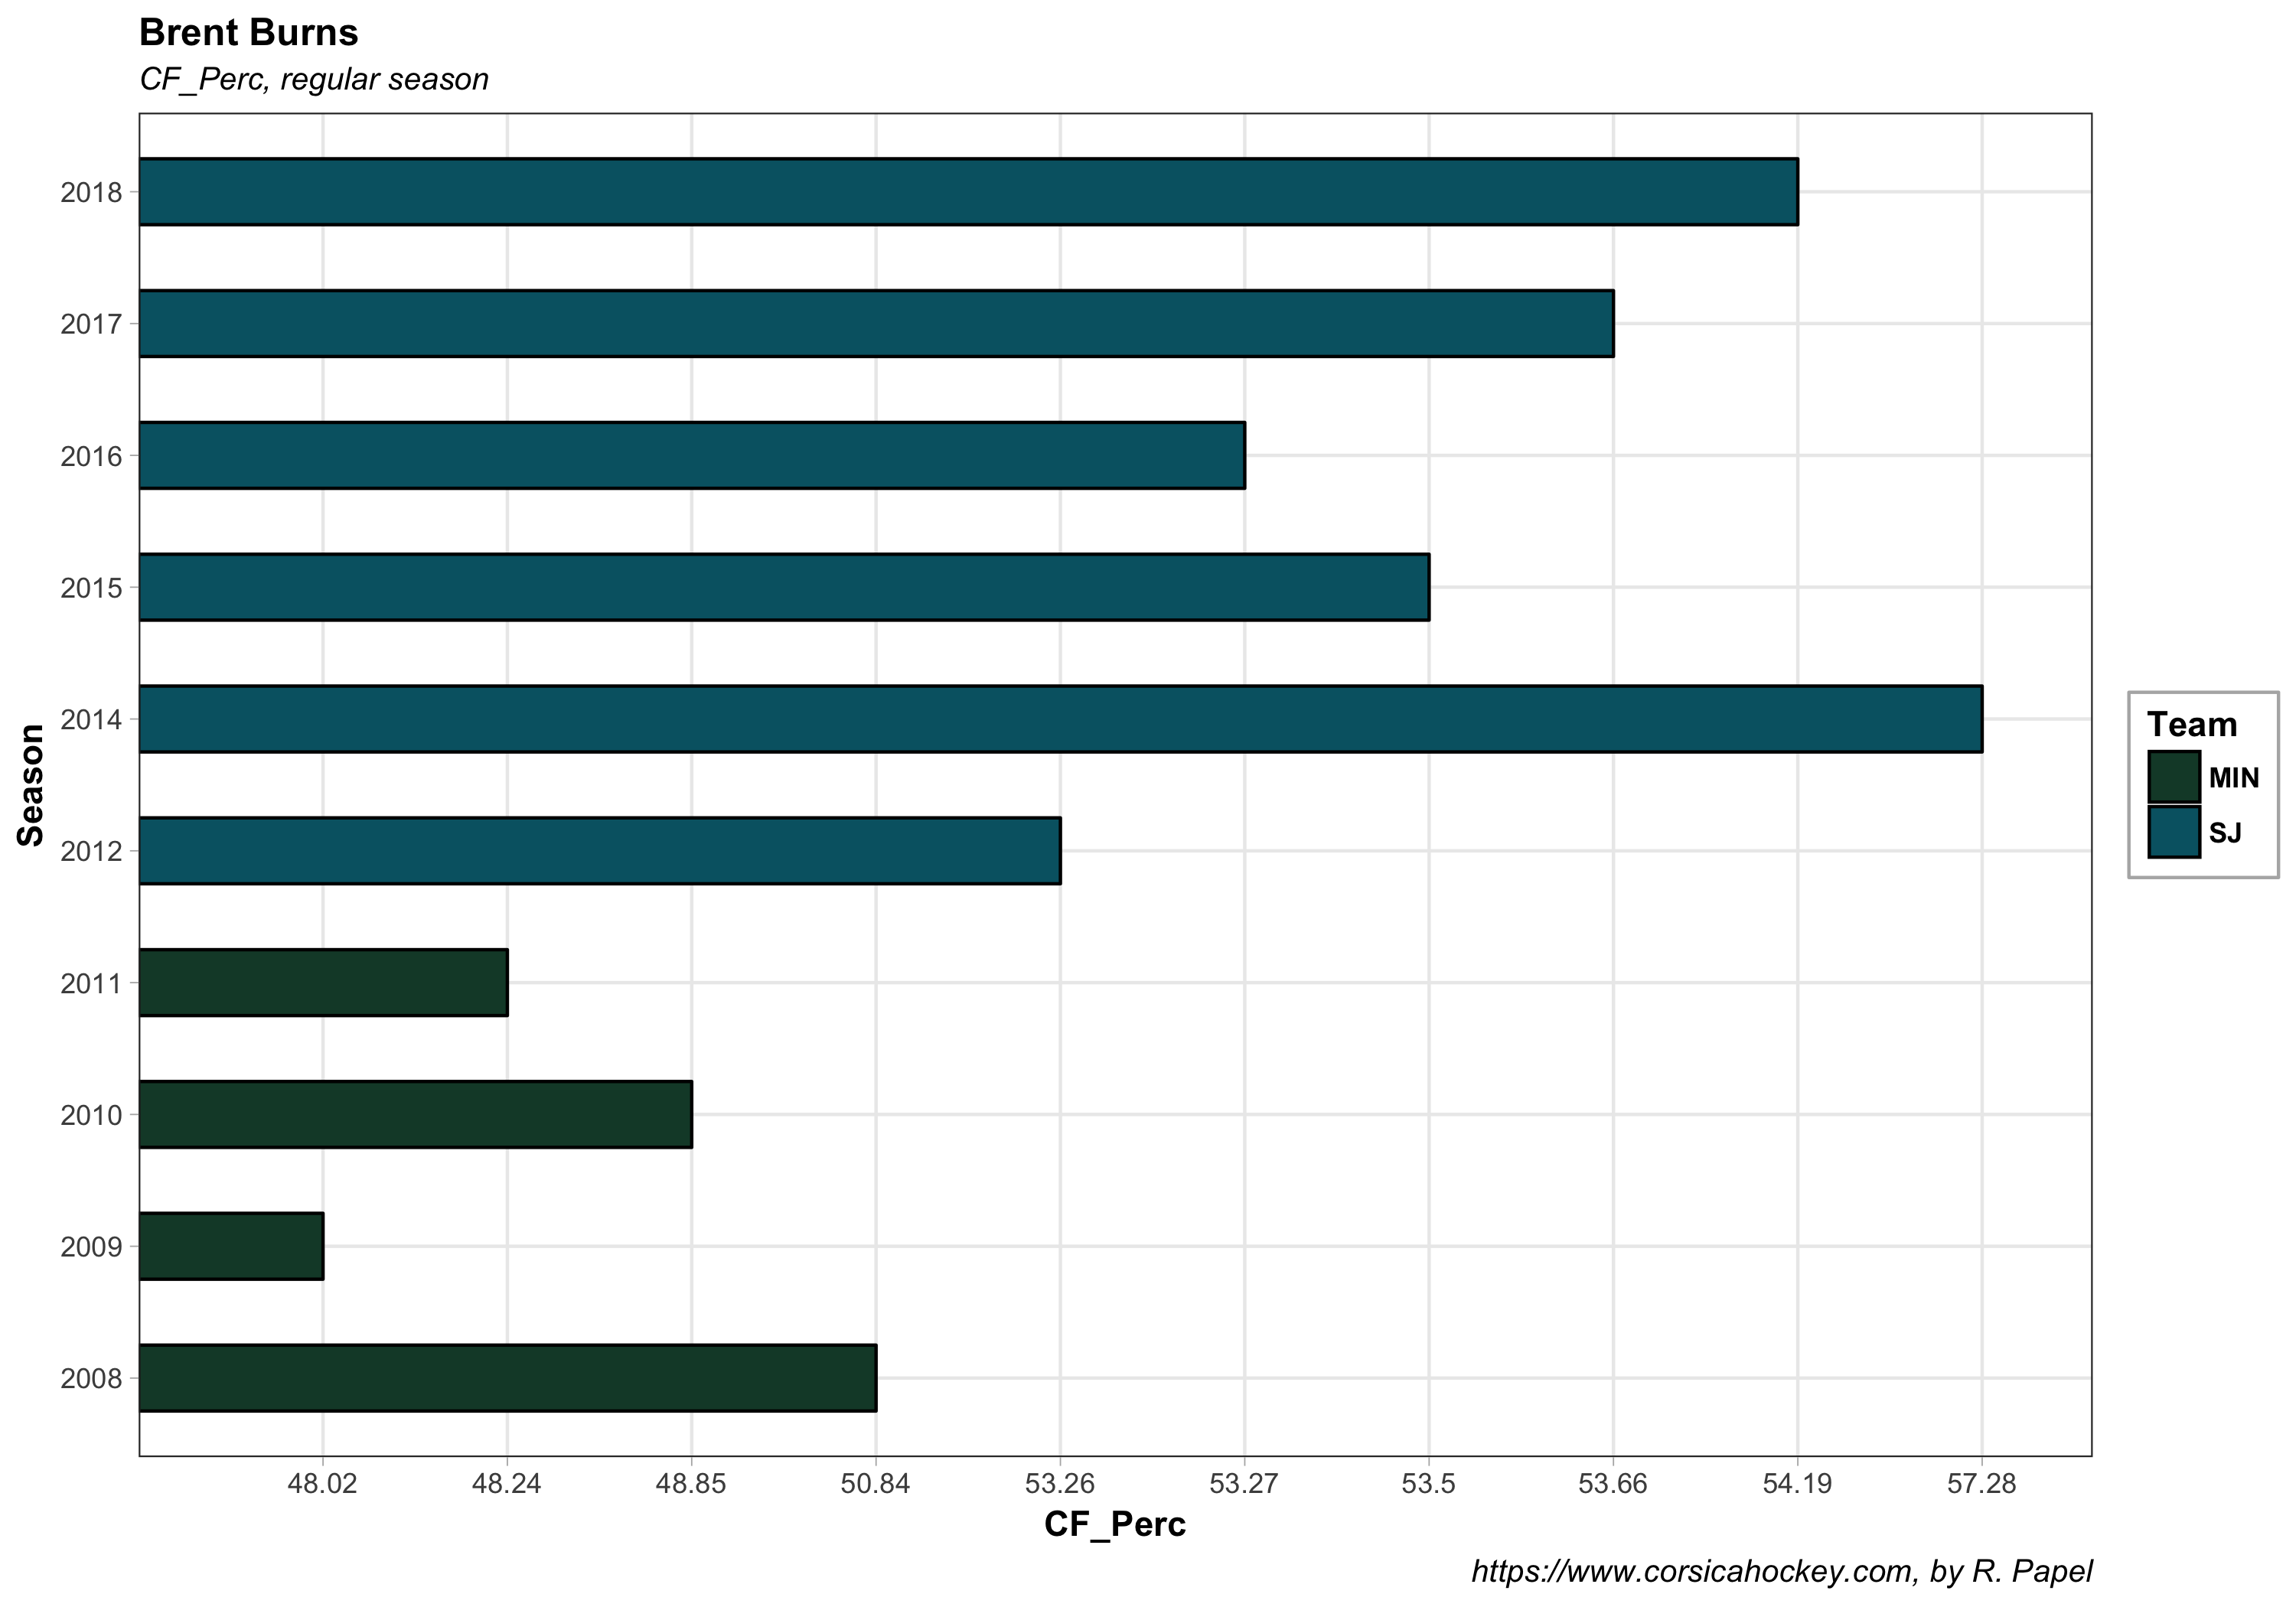 Brent Burns
CF_Perc, regular season
2018
2017
2016
2015
2014
2012
2011
2010
2009
2008
Season
48.02 48.24 48.85 50.84 53.26 53.27 53.5 53.66 54.19 57.28
CF_Perc
Team
MIN
SJ
https://www.corsicahockey.com, by R. Papel